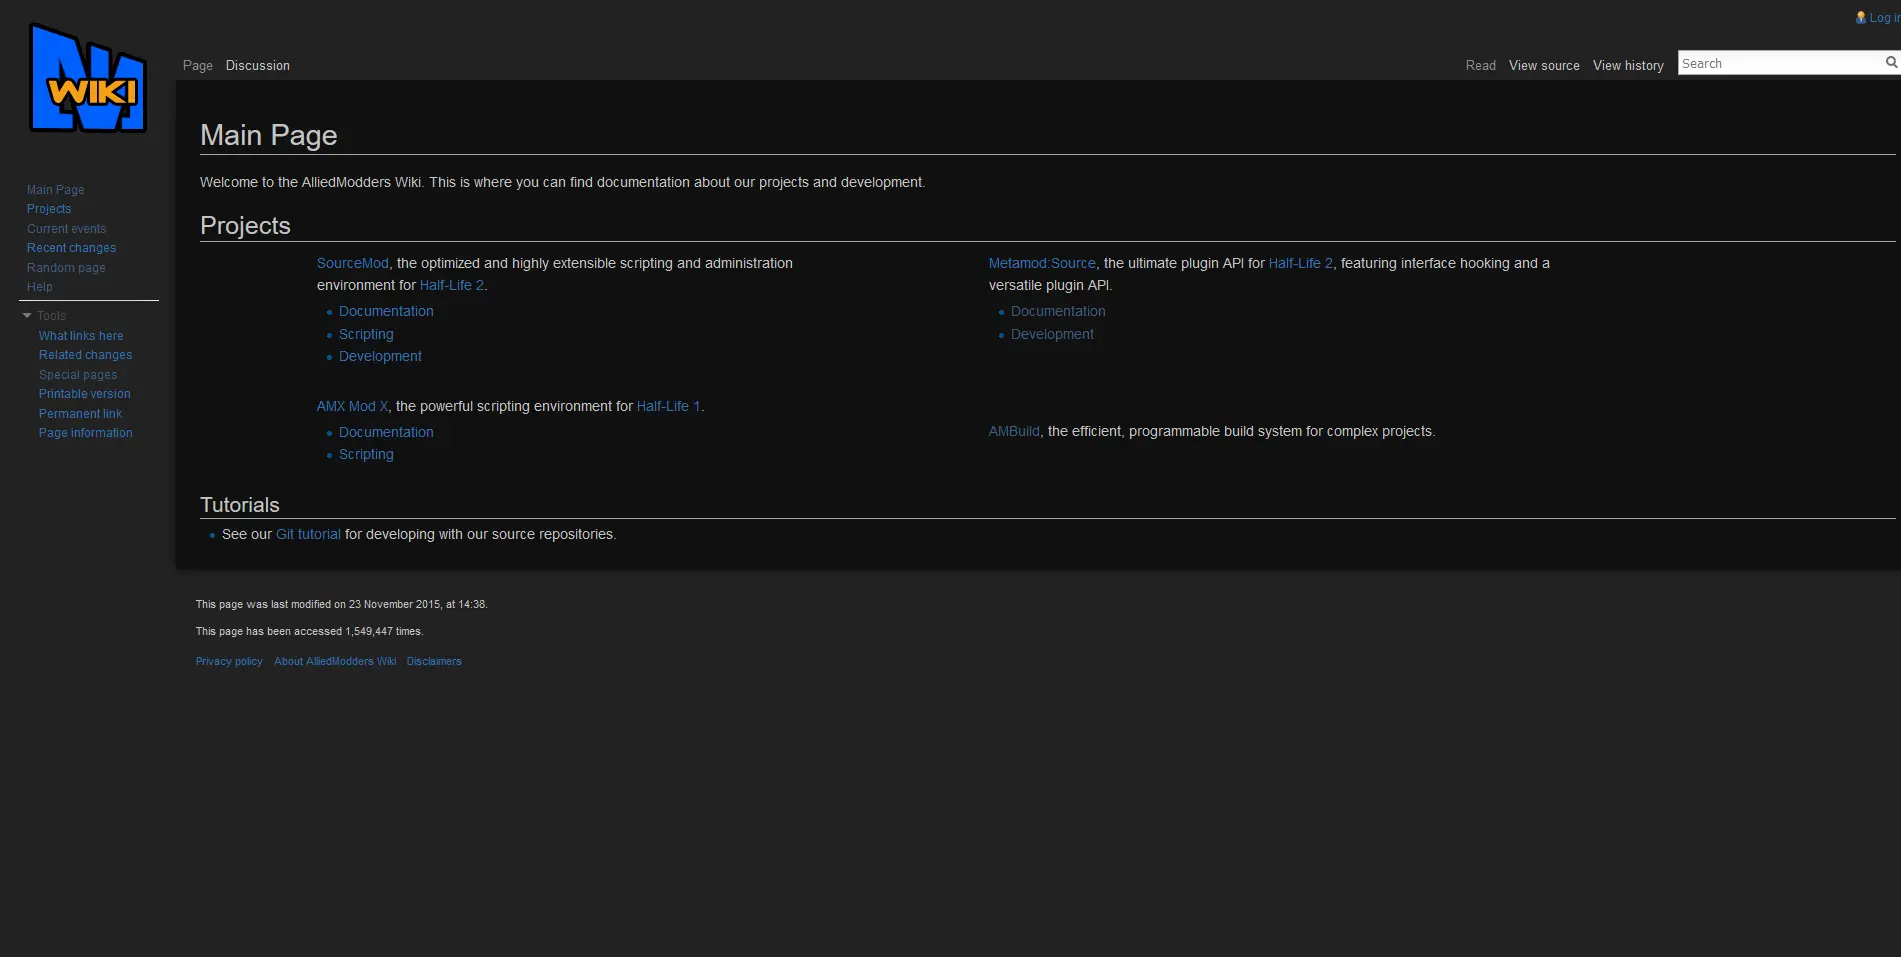 WIKI
Log in
Page Discussion
Read View source View history
Search
Main Page
Projects
Current events
Recent changes
Random page
Help
Tools
What links here
Related changes
Special pages
Printable version
Permanent link
Page information
Main Page
Welcome to the AlliedModders Wiki. This is where you can find documentation about our projects and development.
Projects
SourceMod, the optimized and highly extensible scripting and administration
environment for Half-Life 2.
Documentation
Scripting
Development
Metamod:Source, the ultimate plugin API for Half-Life 2, featuring interface hooking and a
versatile plugin API.
Documentation
Development
AMX Mod X, the powerful scripting environment for Half-Life 1.
Documentation
Scripting
AMBuild, the efficient, programmable build system for complex projects.
Tutorials
See our Git tutorial for developing with our source repositories.
This page was last modified on 23 November 2015, at 14:38.
This page has been accessed 1,549,447 times.
Privacy policy About AlliedModders Wiki Disclaimers